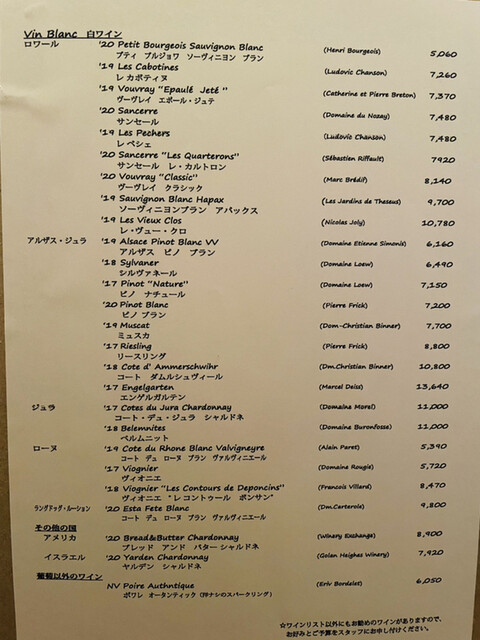 Vin Blanc 白ワイン
ロワール '20 Petit Bourgeois Sauvignon Blanc (Henri Bourgeois) 5,060
プティ ブルジョワ ソーヴィニヨン ブラン
'19 Les Cabotines (Ludovic Chanson) 7,260
レ カボティヌ
'19 Vouvray "Epaulé Jeté" (Catherine et Pierre Breton) 7,370
ヴーヴレイ エポール・ジュテ
'20 Sancerre (Domaine du Nozay) 7,480
サンセール
'19 Les Pechers (Ludovic Chanson) 7,480
レ ペシェ
'20 Sancerre "Les Quarterons" (Sébastien Riffault) 7920
サンセール レ・カルトロン
'20 Vouvray "Classic" (Marc Brédif) 8,140
ヴーヴレイ クラシック
'19 Sauvignon Blanc Hapax (Les Jardins de Theseus) 9,700
ソーヴィニヨンブラン アパックス
'19 Les Vieux Clos (Nicolas Joly) 10,780
レ・ヴュー・クロ
アルザス・ジュラ '19 Alsace Pinot Blanc VV (Domaine Etienne Simonis) 6,160
アルザス ピノ ブラン
'18 Sylvaner (Domaine Loew) 6,490
シルヴァネール
'17 Pinot "Nature" (Domaine Loew) 7,150
ピノ ナチュール
'20 Pinot Blanc (Pierre Frick) 7,200
ピノ ブラン
'19 Muscat (Dom-Christian Binner) 7,700
ミュスカ
'17 Riesling (Pierre Frick) 8,800
リースリング
'18 Cote d' Ammerschwihr (Dm.Christian Binner) 10,800
コート ダムルシュヴィール
'17 Engelgarten (Marcel Deiss) 13,640
エンゲルガルテン
ジュラ '17 Cotes du Jura Chardonnay (Domaine Morel) 11,000
コート・デュ・ジュラ シャルドネ
'18 Belemnites (Domaine Buronfosse) 11,000
ベルムニット
ローヌ '19 Cote du Rhone Blanc Valvigneyre (Alain Peret) 5,390
コート デュ ローヌ ブラン ヴァルヴィニエール
'17 Viognier (Domaine Rougie) 5,720
ヴィオニエ
'18 Viognier "Les Contours de Deponcins" (Francois Villard) 8,470
ヴィオニエ "レコントゥール ポンサン"
ラングドッグ・ルーション '20 Esta Fete Blanc (Dm.Carterole) 9,800
コート デュ ローヌ ブラン ヴァルヴィニエール
その他の国
アメリカ '20 Bread&Butter Chardonnay (Winery Exchange) 8,900
ブレッド アンド バター シャルドネ
イスラエル '20 Yarden Chardonnay (Golan Heighes Winery) 7,920
ヤルデン シャルドネ
葡萄以外のワイン
NV Poire Authntique (Eriv Bordelet) 6,050
ポワレ オータンティック (洋ナシのスパークリング)
☆ワインリスト以外にもお勧めのワインがありますので、
お好みとご予算をスタッフにお申し付けください。